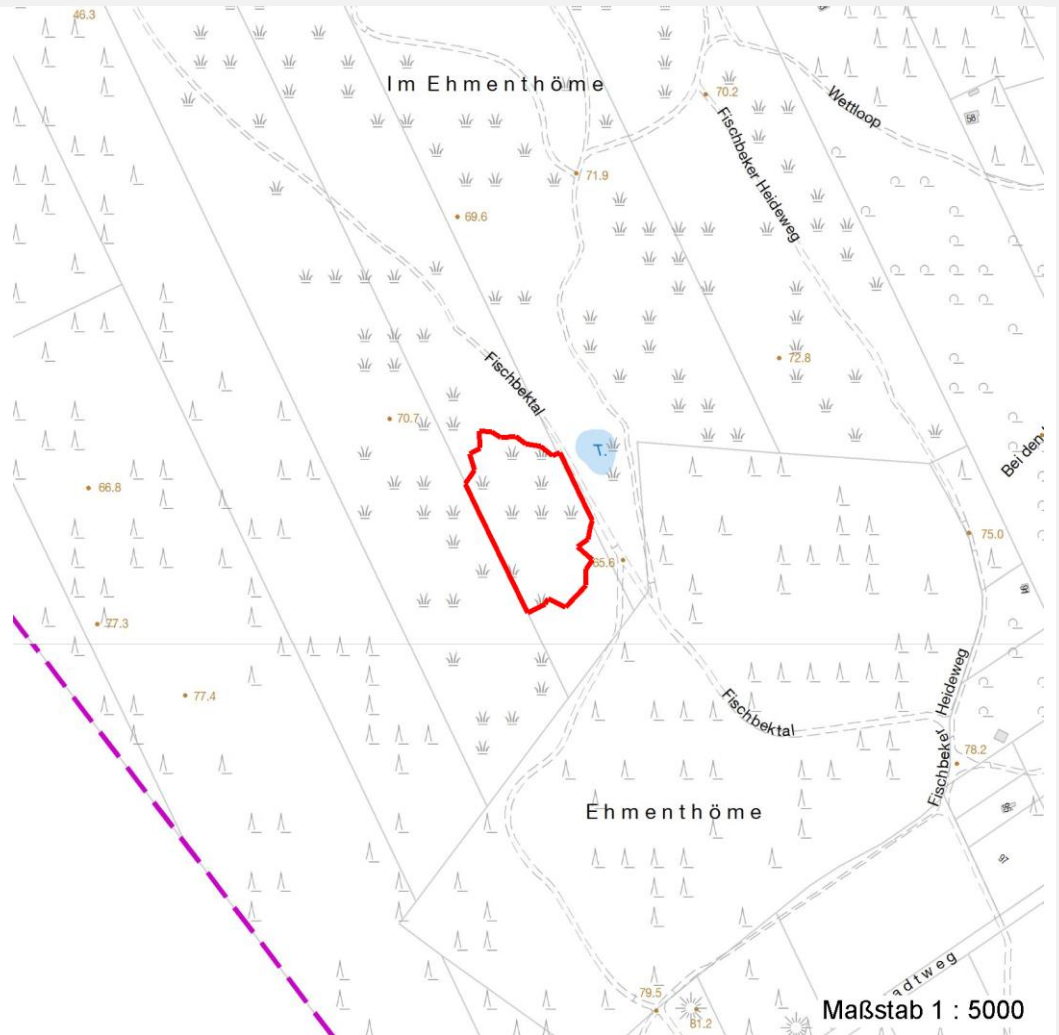 46.3
Im Ehmenthöme
70.2
Wettloop
58
Fischbeker Heideweg
71.9
69.6
72.8
Fischbektal
70.7
T.
Bei den
66.8
75.0
65.6
77.3
77.4
Fischbektal
Fischbeker Heideweg
78.2
Ehmenthöme
adtweg
79.5
81.2
Maßstab 1 : 5000